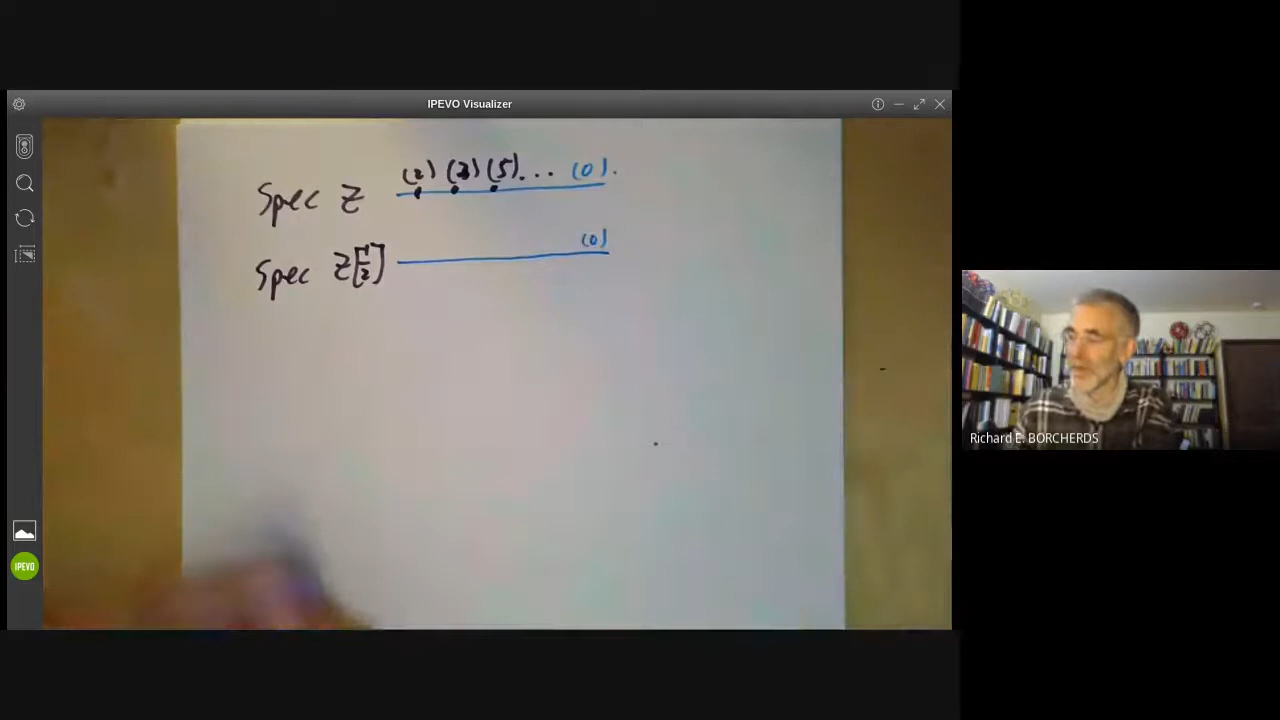 IPEVO Visualizer
(2) (3) (5) ... (0).
Spec Z
(0)
Spec Z[1/2]
Richard E. BORCHERDS
IPEVO